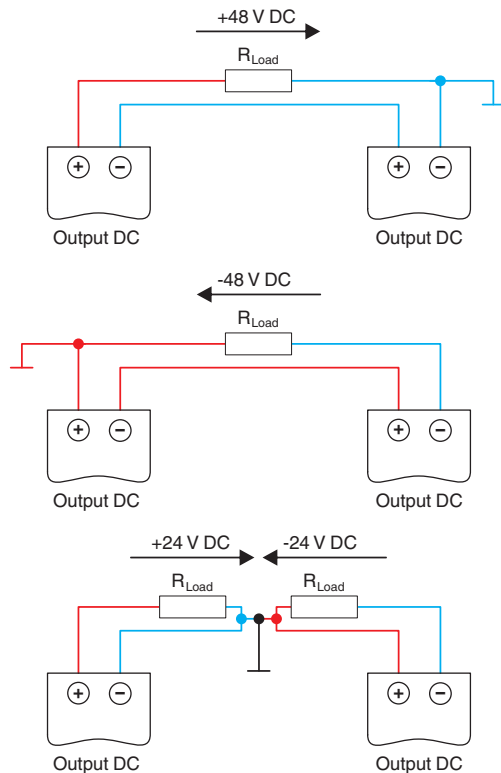 +48 V DC
RLoad
+ − + −
Output DC Output DC
-48 V DC
RLoad
+ − + −
Output DC Output DC
+24 V DC -24 V DC
RLoad RLoad
+ − + −
Output DC Output DC